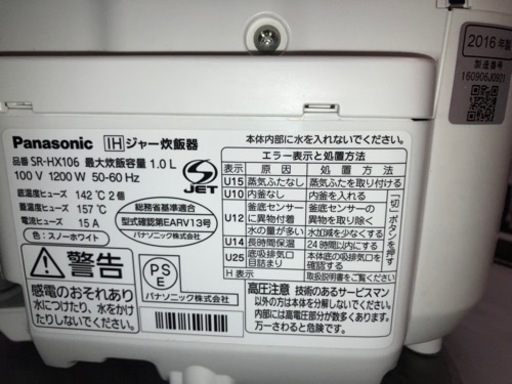 2016年製
製造番号
160906J0921
Panasonic IHジャー炊飯器
品番 SR-HX106 最大炊飯容量 1.0 L
100 V 1200 W 50-60 Hz
底温度ヒューズ 142℃ 2個
蓋温度ヒューズ 157℃
電流ヒューズ 15 A
色:スノーホワイト
総務省基準適合
型式確認第EARV13号
パナソニック株式会社
S JET
警告
感電のおそれあり
水につけたり、水をかけ
たりしないでください。
PS
E
パナソニック株式会社
本体内部に水を入れないでください。
エラー表示と処置方法
表示 原因 処置方法
U15 蒸気ふたなし 蒸気ふたを取り付ける
U10 内釜なし 内釜を入れる
U12 釜底センサーに異物付着 釜底センサーの異物を取り除く
水の量が多い 水加減を少なくする
U14 長時間保温 24時間以内にする
U25 底吸排気口目詰まり 本体底の吸排気口を確認する
H表示 取扱説明書をご覧ください
「切」ボタンを押す
高圧注意 技術のあるサービスマン
以外の方は本体を分解しないでください。
内部には高電圧部分が数多くあり、
万一さわると危険です。